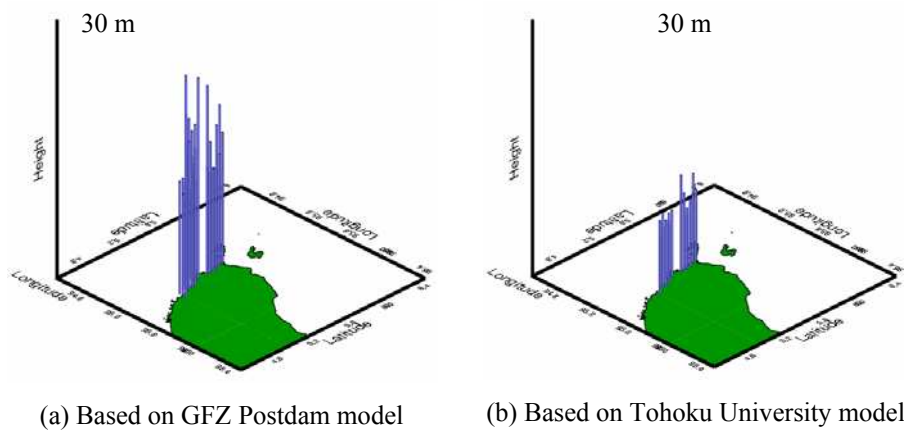 30 m
30 m
Height
Height
Latitude
Longitude
Latitude
Longitude
Longitude
Latitude
Longitude
Latitude
(a) Based on GFZ Postdam model
(b) Based on Tohoku University model